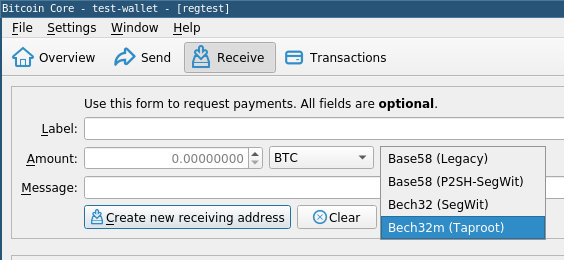 Bitcoin Core - test-wallet - [regtest]
File Settings Window Help
Overview Send Receive Transactions
Use this form to request payments. All fields are optional.
Label:
Amount: 0.00000000 BTC
Base58 (Legacy)
Base58 (P2SH-SegWit)
Bech32 (SegWit)
Bech32m (Taproot)
Message:
Create new receiving address Clear